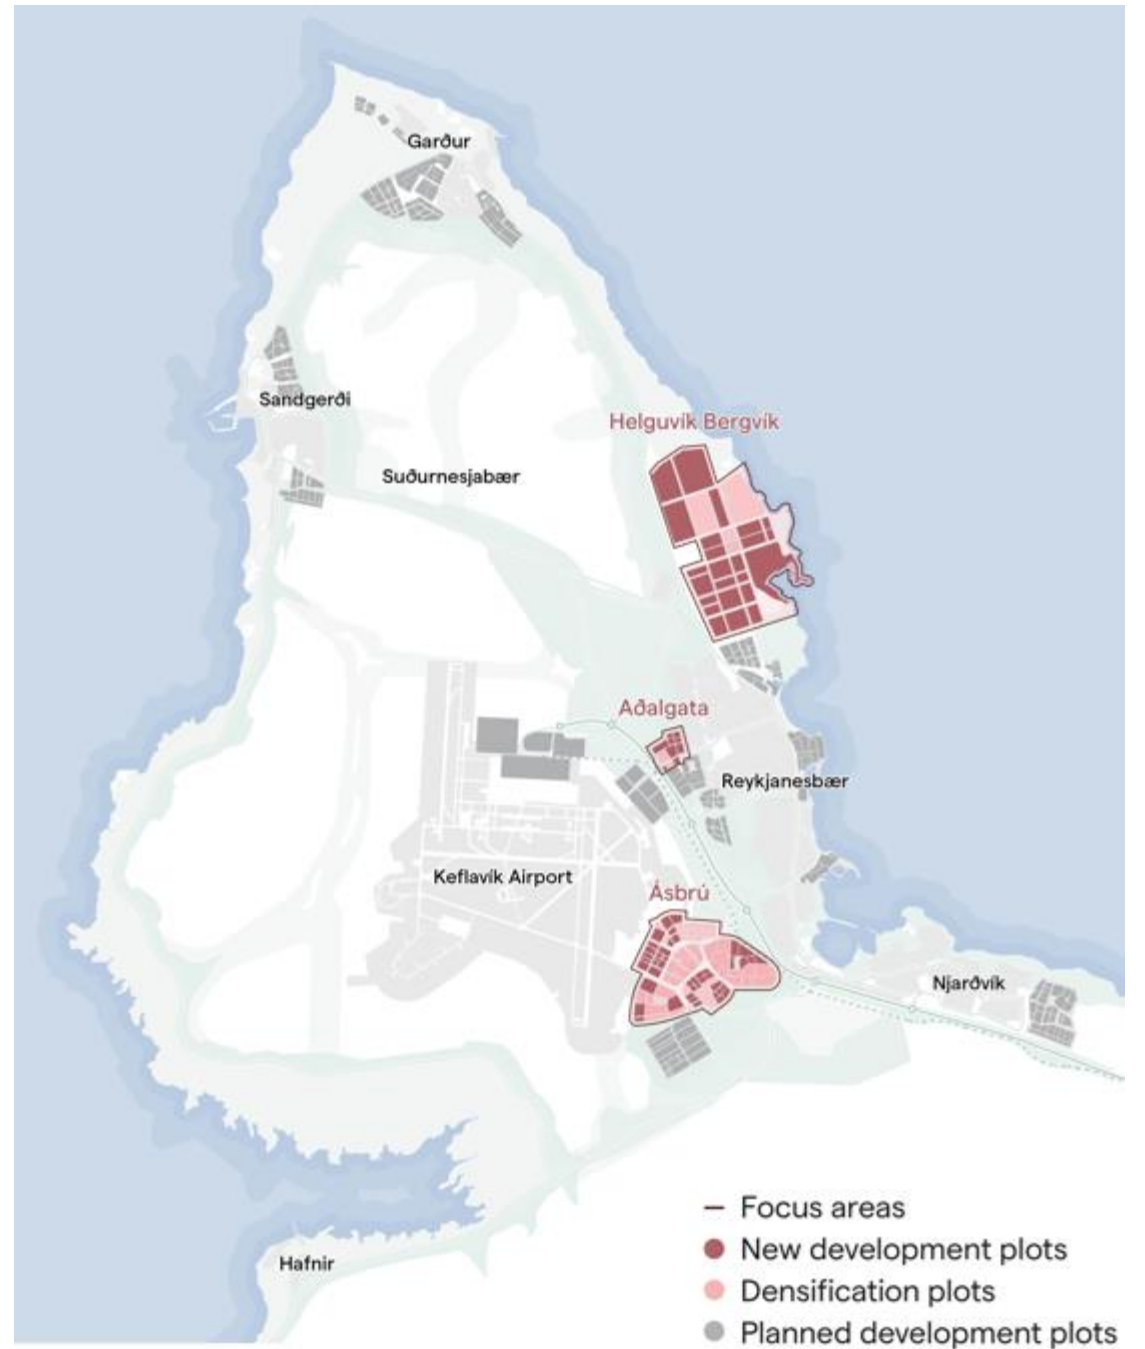 Garður
Sandgerði
Helguvík Bergvík
Suðurnesjabær
Aðalgata
Reykjanesbær
Keflavík Airport
Ásbrú
Njarðvík
Hafnir
Focus areas
New development plots
Densification plots
Planned development plots